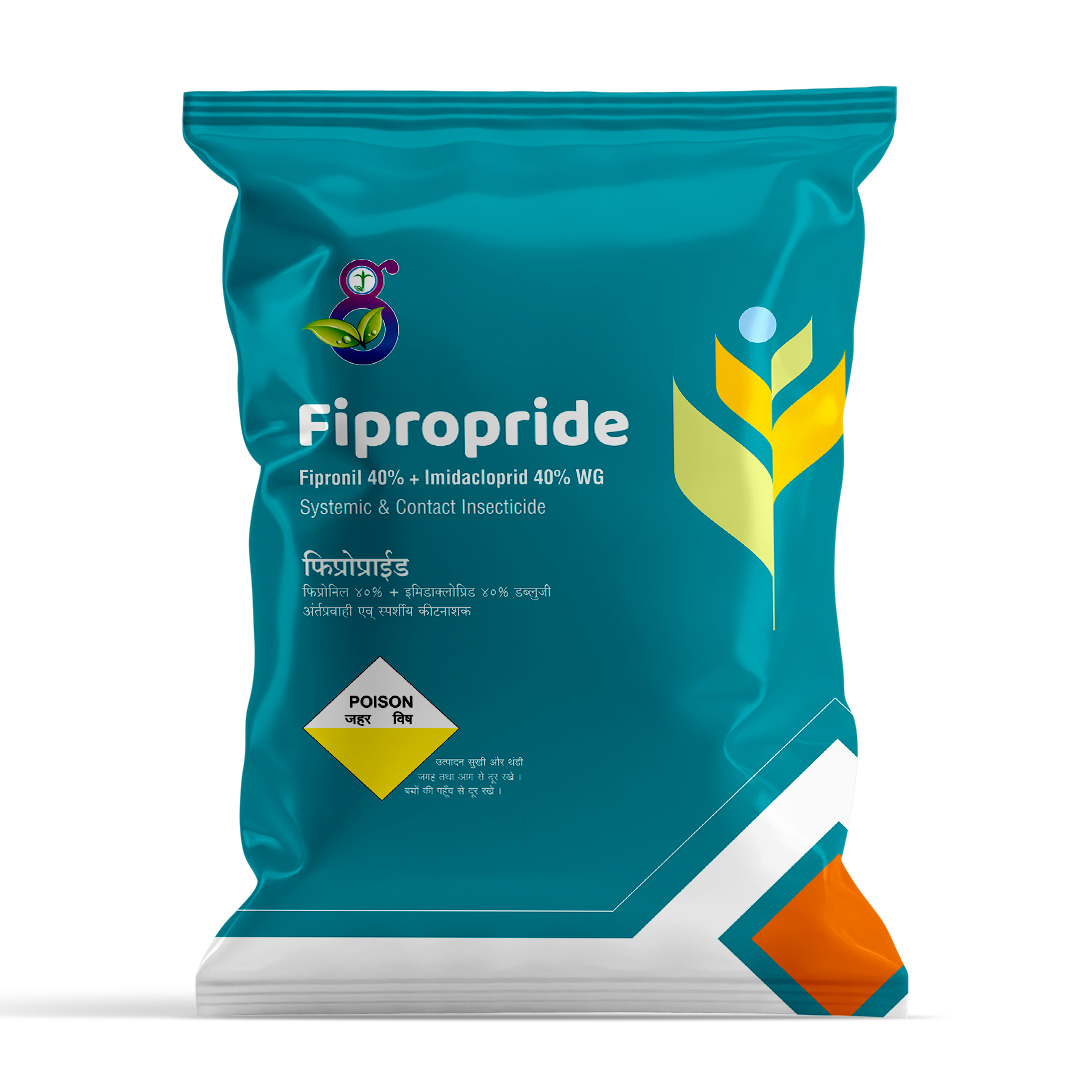 Fipropride
Fipronil 40% + Imidacloprid 40% WG
Systemic & Contact Insecticide
फिप्रोप्राईड
फिप्रोनिल ४०% + इमिडाक्लोप्रिड ४०% डब्लुजी
अंर्तप्रवाही एव् स्पर्शीय कीटनाशक
POISON
जहर विष
उत्पादन सुखी और थंडी
जगह तथा आग से दूर रखे ।
बच्चों की पहुँच से दूर रखे ।